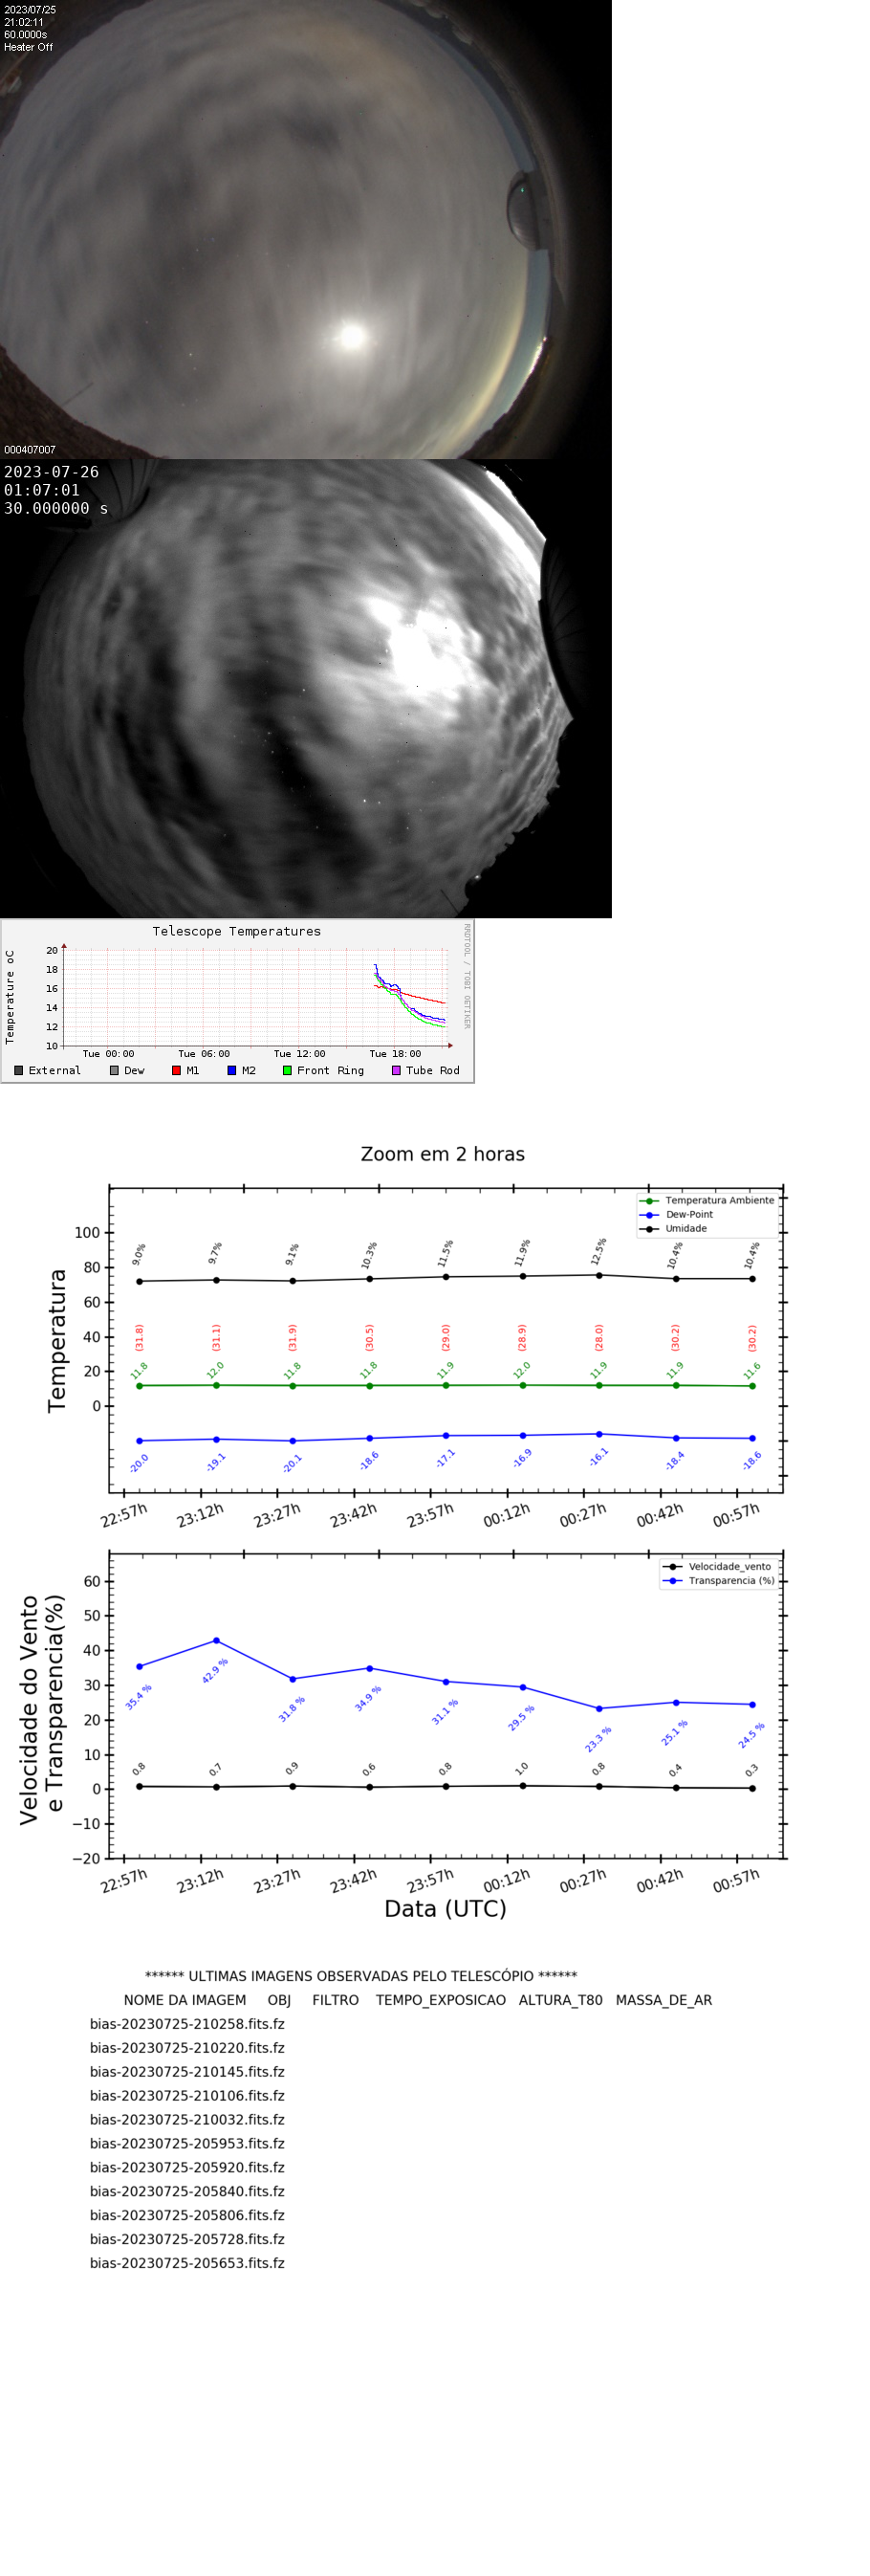 2023/07/25
21:02:11
60.0000s
Heater Off
000407007
2023-07-26
01:07:01
30.000000 s
Telescope Temperatures
RRDTOOL / TOBI OETIKER
Temperature oC
20
18
16
14
12
10
Tue 00:00 Tue 06:00 Tue 12:00 Tue 18:00
External Dew M1 M2 Front Ring Tube Rod
Zoom em 2 horas
Temperatura Ambiente
Dew-Point
Umidade
Temperatura
100
80
60
40
20
0
9.0% 9.7% 9.1% 10.3% 11.5% 11.9% 12.5% 10.4% 10.4%
(31.8) (31.1) (31.9) (30.5) (29.0) (28.9) (28.0) (30.2) (30.2)
11.8 12.0 11.8 11.8 11.9 12.0 11.9 11.9 11.6
-20.0 -19.1 -20.1 -18.6 -17.1 -16.9 -16.1 -18.4 -18.6
22:57h 23:12h 23:27h 23:42h 23:57h 00:12h 00:27h 00:42h 00:57h
Velocidade_vento
Transparencia (%)
Velocidade do Vento
e Transparencia(%)
60
50
40
30
20
10
0
−10
−20
35.4 % 42.9 % 31.8 % 34.9 % 31.1 % 29.5 % 23.3 % 25.1 % 24.5 %
0.8 0.7 0.9 0.6 0.8 1.0 0.8 0.4 0.3
22:57h 23:12h 23:27h 23:42h 23:57h 00:12h 00:27h 00:42h 00:57h
Data (UTC)
****** ULTIMAS IMAGENS OBSERVADAS PELO TELESCÓPIO ******
NOME DA IMAGEM OBJ FILTRO TEMPO_EXPOSICAO ALTURA_T80 MASSA_DE_AR
bias-20230725-210258.fits.fz
bias-20230725-210220.fits.fz
bias-20230725-210145.fits.fz
bias-20230725-210106.fits.fz
bias-20230725-210032.fits.fz
bias-20230725-205953.fits.fz
bias-20230725-205920.fits.fz
bias-20230725-205840.fits.fz
bias-20230725-205806.fits.fz
bias-20230725-205728.fits.fz
bias-20230725-205653.fits.fz